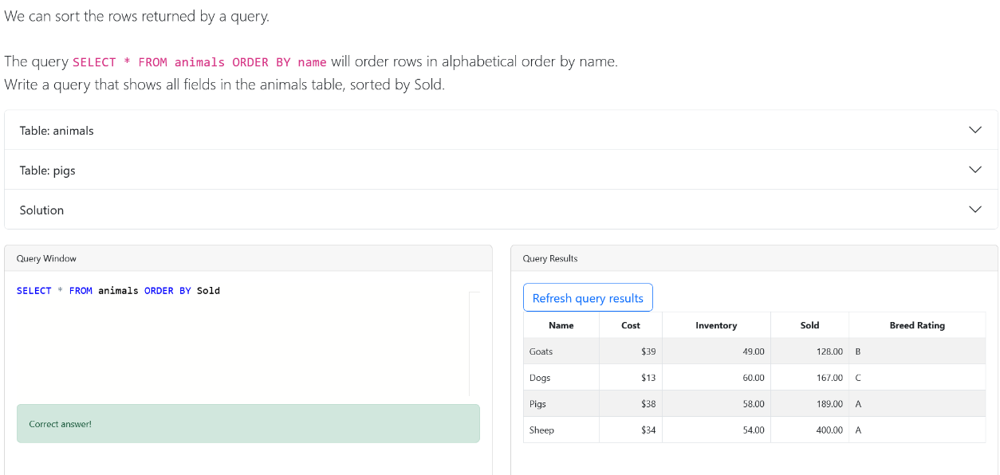 We can sort the rows returned by a query.
The query SELECT * FROM animals ORDER BY name will order rows in alphabetical order by name.
Write a query that shows all fields in the animals table, sorted by Sold.
Table: animals
Table: pigs
Solution
Query Window
SELECT * FROM animals ORDER BY Sold
Correct answer!
Query Results
Refresh query results
Name Cost Inventory Sold Breed Rating
Goats $39 49.00 128.00 B
Dogs $13 60.00 167.00 C
Pigs $38 58.00 189.00 A
Sheep $34 54.00 400.00 A